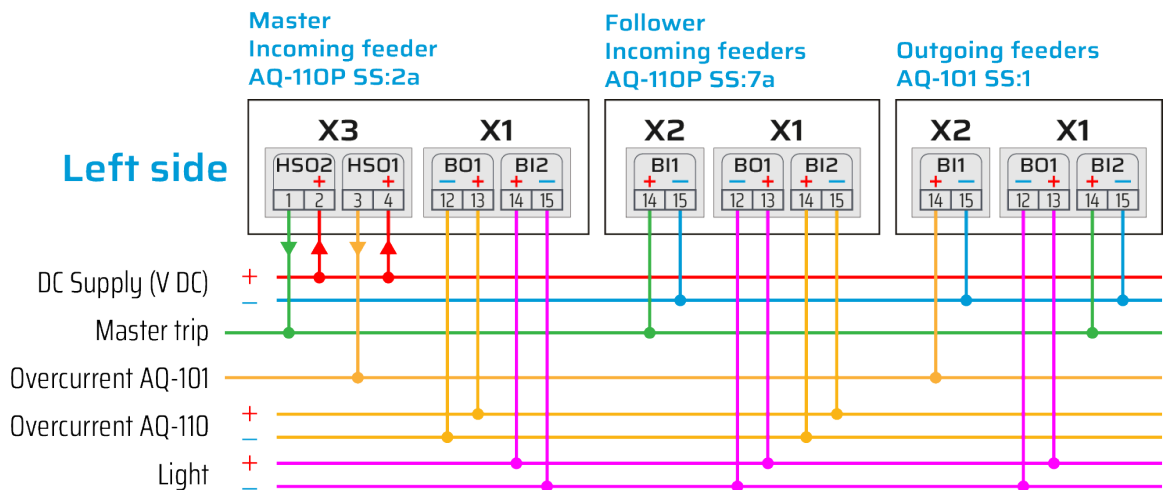 Master
Incoming feeder
AQ-110P SS:2a
Follower
Incoming feeders
AQ-110P SS:7a
Outgoing feeders
AQ-101 SS:1
Left side
X3 X1 X2 X1 X2 X1
HSO2 HSO1 BO1 BI2 BI1 BO1 BI2 BI1 BO1 BI2
+ + − + + − + − − + + − + − − + + −
1 2 3 4 12 13 14 15 14 15 12 13 14 15 14 15 12 13 14 15
DC Supply (V DC) +
−
Master trip
Overcurrent AQ-101
Overcurrent AQ-110 +
−
Light +
−